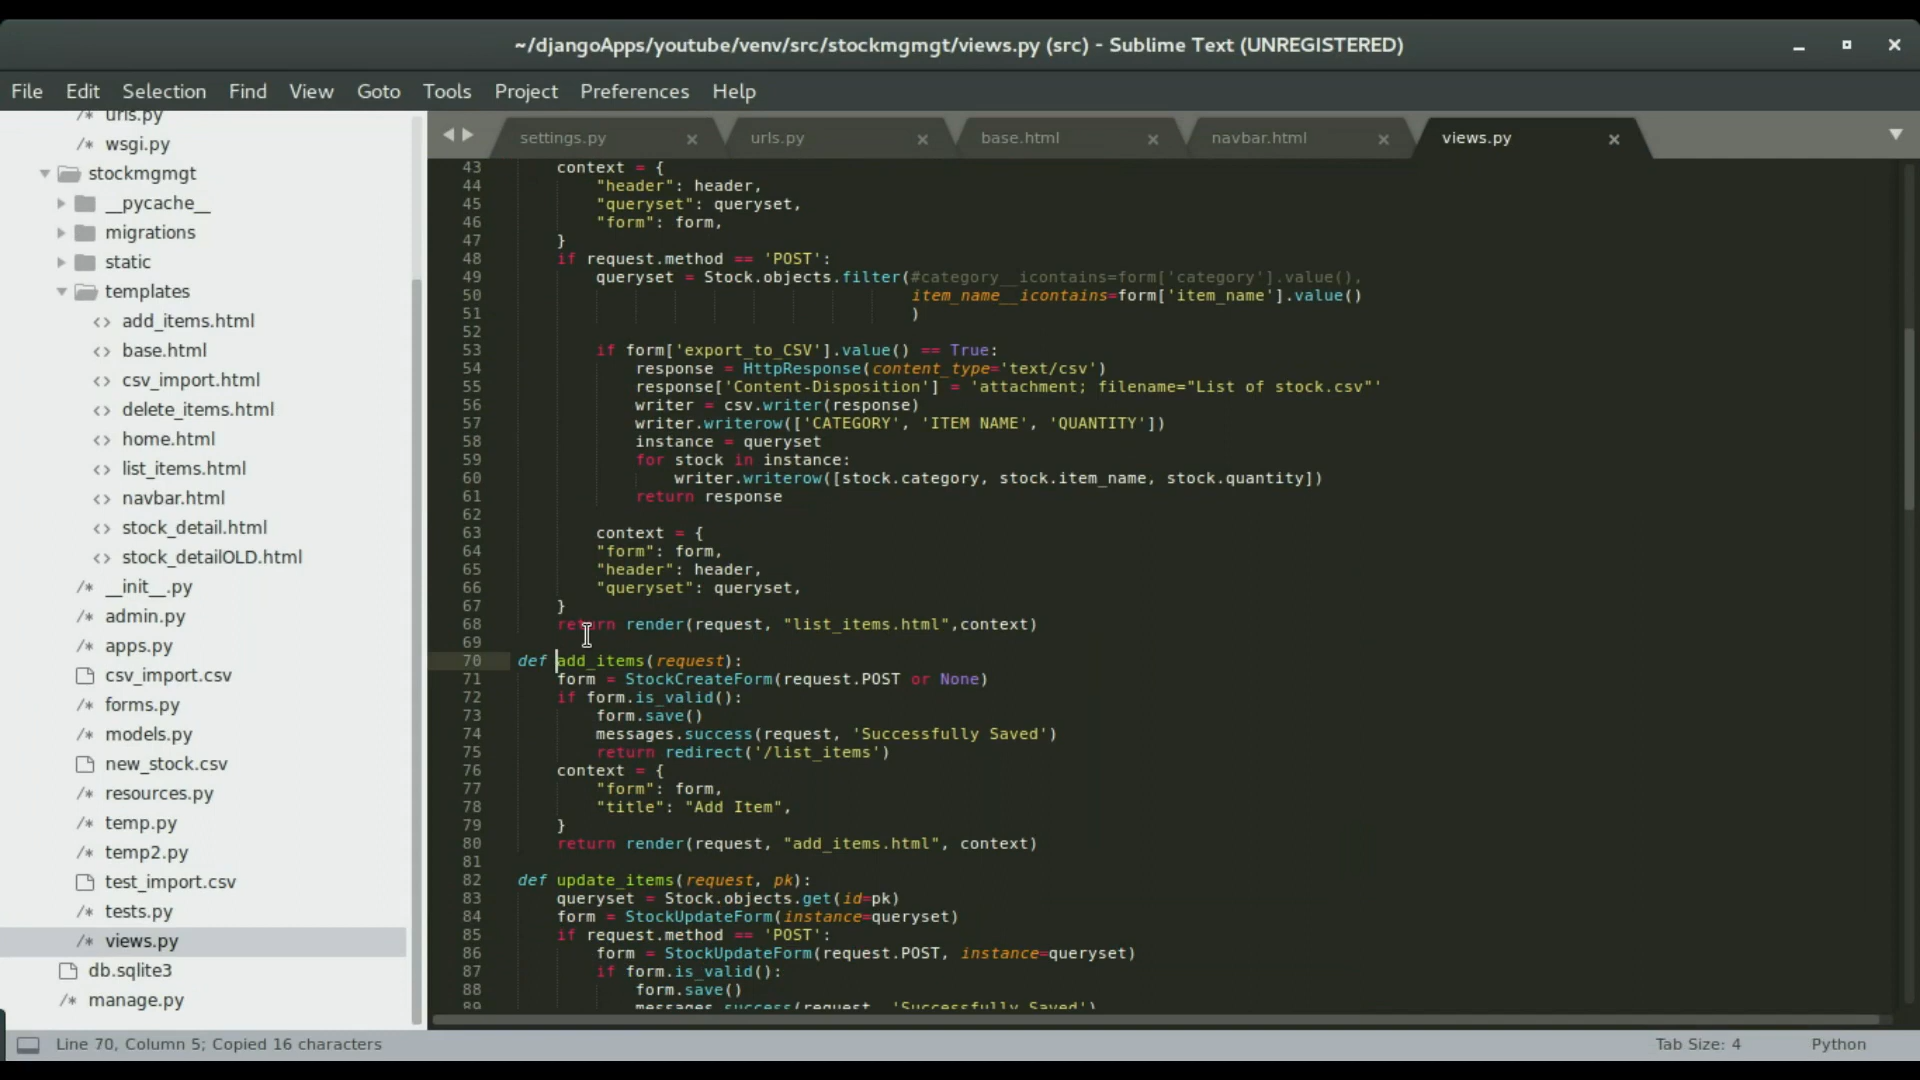 ~/djangoApps/youtube/venv/src/stockmgmgt/views.py (src) - Sublime Text (UNREGISTERED)
File Edit Selection Find View Goto Tools Project Preferences Help
/* urls.py
/* wsgi.py
stockmgmgt
__pycache__
migrations
static
templates
<> add_items.html
<> base.html
<> csv_import.html
<> delete_items.html
<> home.html
<> list_items.html
<> navbar.html
<> stock_detail.html
<> stock_detailOLD.html
/* __init__.py
/* admin.py
/* apps.py
csv_import.csv
/* forms.py
/* models.py
new_stock.csv
/* resources.py
/* temp.py
/* temp2.py
test_import.csv
/* tests.py
/* views.py
db.sqlite3
/* manage.py
settings.py urls.py base.html navbar.html views.py
43 context = {
44 "header": header,
45 "queryset": queryset,
46 "form": form,
47 }
48 if request.method == 'POST':
49 queryset = Stock.objects.filter(#category__icontains=form['category'].value(),
50 item_name__icontains=form['item_name'].value()
51 )
52
53 if form['export_to_CSV'].value() == True:
54 response = HttpResponse(content_type='text/csv')
55 response['Content-Disposition'] = 'attachment; filename="List of stock.csv"'
56 writer = csv.writer(response)
57 writer.writerow(['CATEGORY', 'ITEM NAME', 'QUANTITY'])
58 instance = queryset
59 for stock in instance:
60 writer.writerow([stock.category, stock.item_name, stock.quantity])
61 return response
62
63 context = {
64 "form": form,
65 "header": header,
66 "queryset": queryset,
67 }
68 return render(request, "list_items.html",context)
69
70 def add_items(request):
71 form = StockCreateForm(request.POST or None)
72 if form.is_valid():
73 form.save()
74 messages.success(request, 'Successfully Saved')
75 return redirect('/list_items')
76 context = {
77 "form": form,
78 "title": "Add Item",
79 }
80 return render(request, "add_items.html", context)
81
82 def update_items(request, pk):
83 queryset = Stock.objects.get(id=pk)
84 form = StockUpdateForm(instance=queryset)
85 if request.method == 'POST':
86 form = StockUpdateForm(request.POST, instance=queryset)
87 if form.is_valid():
88 form.save()
89 messages.success(request, 'Successfully Saved')
Line 70, Column 5; Copied 16 characters
Tab Size: 4 Python